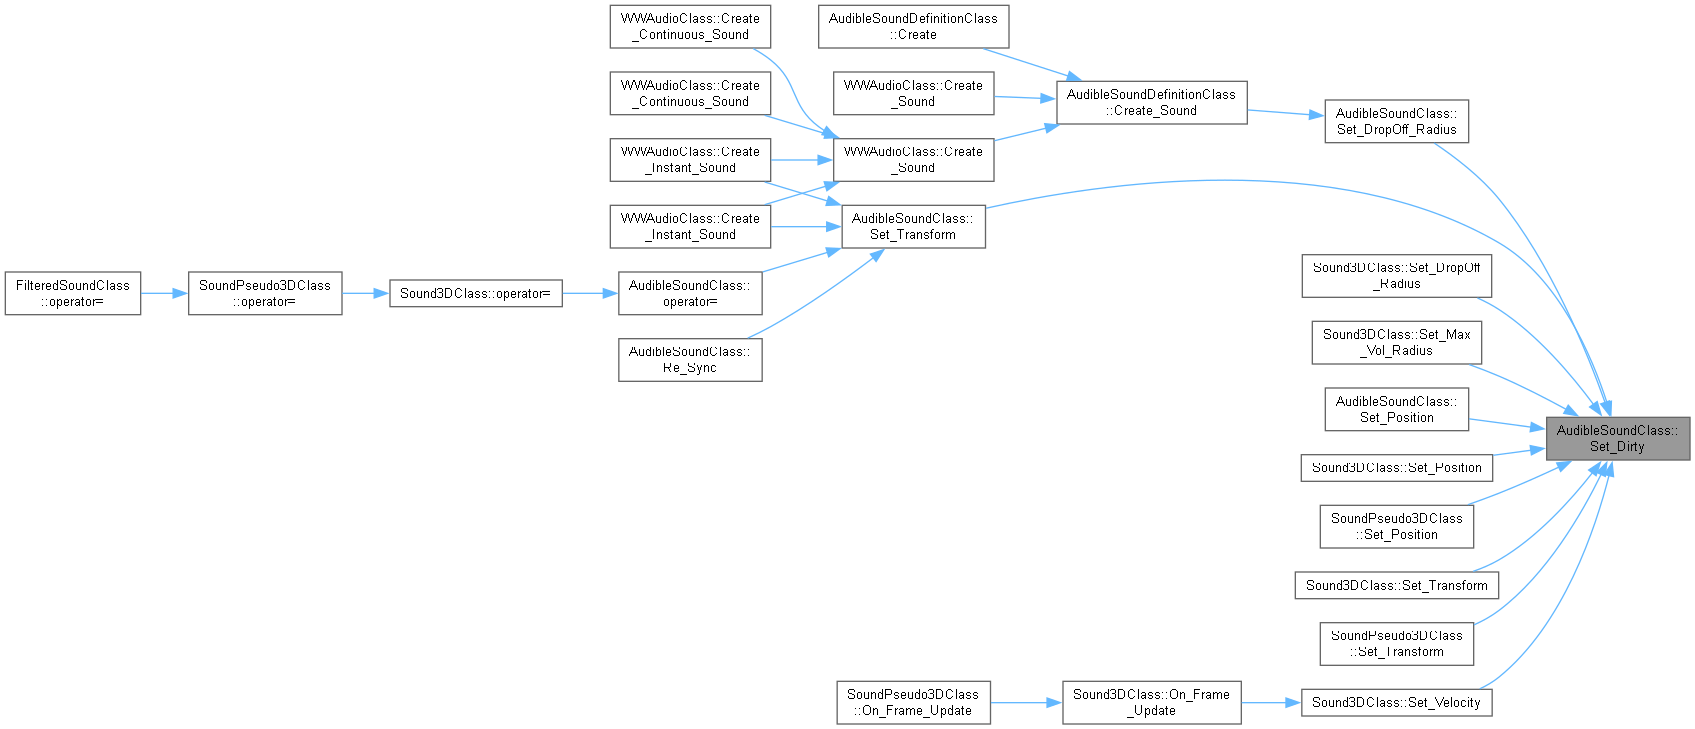 WWAudioClass::Create
_Continuous_Sound
AudibleSoundDefinitionClass
::Create
WWAudioClass::Create
_Continuous_Sound
WWAudioClass::Create
_Sound
AudibleSoundDefinitionClass
::Create_Sound
AudibleSoundClass::
Set_DropOff_Radius
WWAudioClass::Create
_Instant_Sound
WWAudioClass::Create
_Sound
WWAudioClass::Create
_Instant_Sound
AudibleSoundClass::
Set_Transform
Sound3DClass::Set_DropOff
_Radius
FilteredSoundClass
::operator=
SoundPseudo3DClass
::operator=
Sound3DClass::operator=
AudibleSoundClass::
operator=
Sound3DClass::Set_Max
_Vol_Radius
AudibleSoundClass::
Re_Sync
AudibleSoundClass::
Set_Position
AudibleSoundClass::
Set_Dirty
Sound3DClass::Set_Position
SoundPseudo3DClass
::Set_Position
Sound3DClass::Set_Transform
SoundPseudo3DClass
::Set_Transform
SoundPseudo3DClass
::On_Frame_Update
Sound3DClass::On_Frame
_Update
Sound3DClass::Set_Velocity